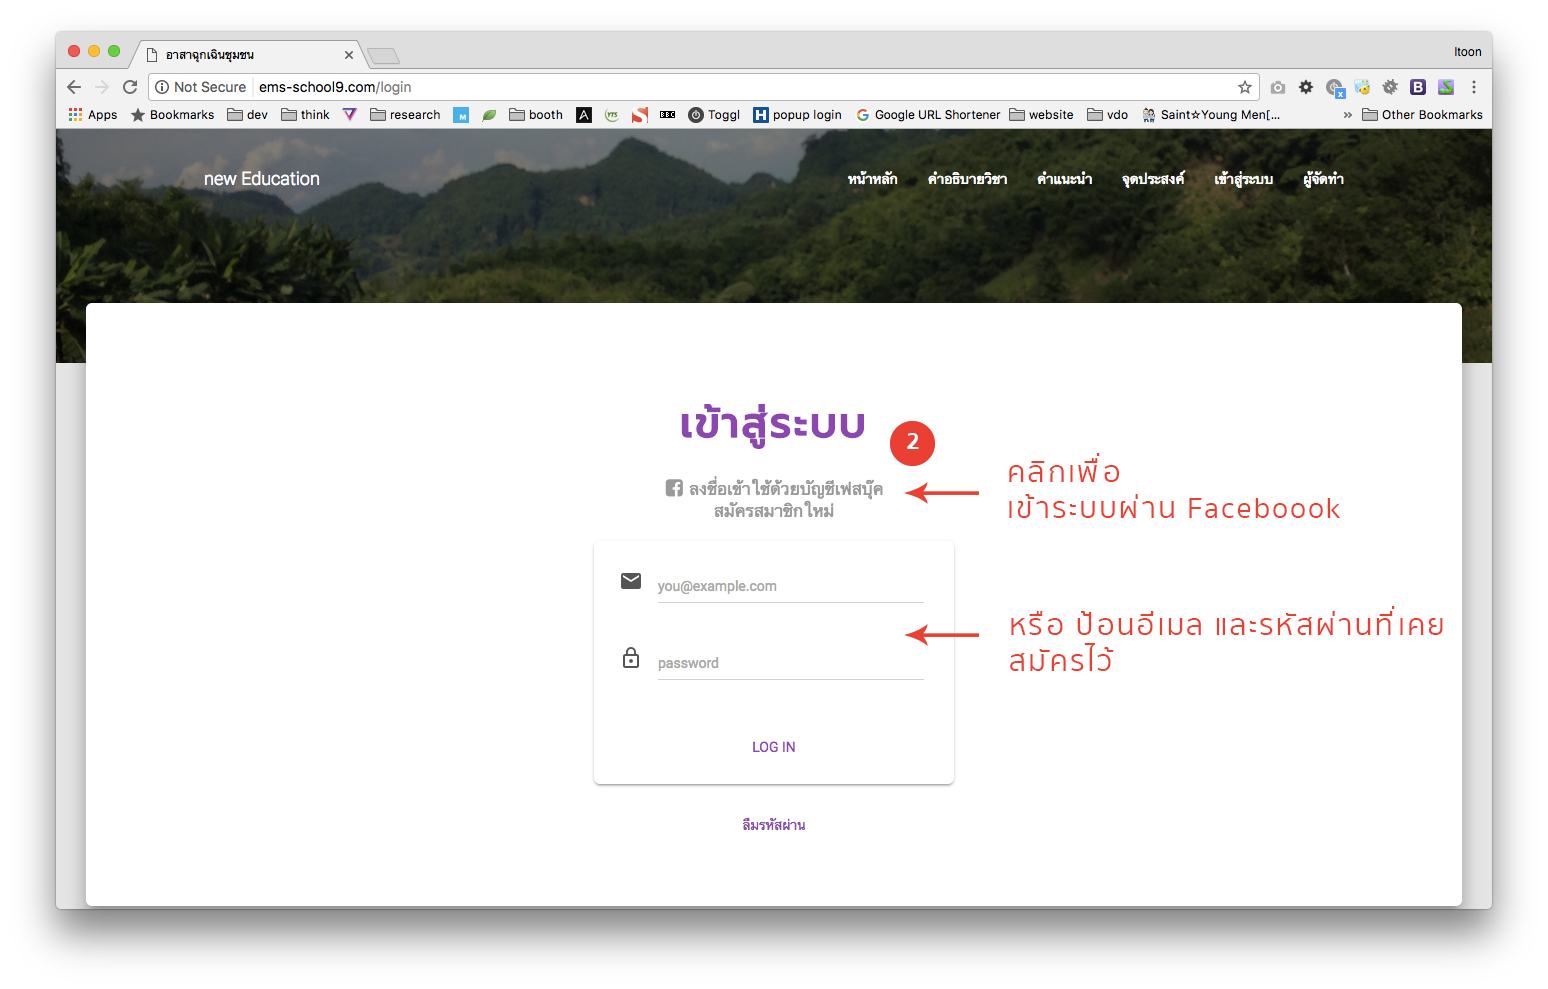 อาสาฉุกเฉินชุมชน
Itoon
Not Secure ems-school9.com/login
Apps Bookmarks dev think research M booth A YTS S BBC Toggl H popup login Google URL Shortener website vdo Saint☆Young Men[... » Other Bookmarks
new Education หน้าหลัก คำอธิบายวิชา คำแนะนำ จุดประสงค์ เข้าสู่ระบบ ผู้จัดทำ
เข้าสู่ระบบ
2
ลงชื่อเข้าใช้ด้วยบัญชีเฟสบุ๊ค
สมัครสมาชิกใหม่
คลิกเพื่อ
เข้าระบบผ่าน Faceboook
you@example.com
password
หรือ ป้อนอีเมล และรหัสผ่านที่เคย
สมัครไว้
LOG IN
ลืมรหัสผ่าน